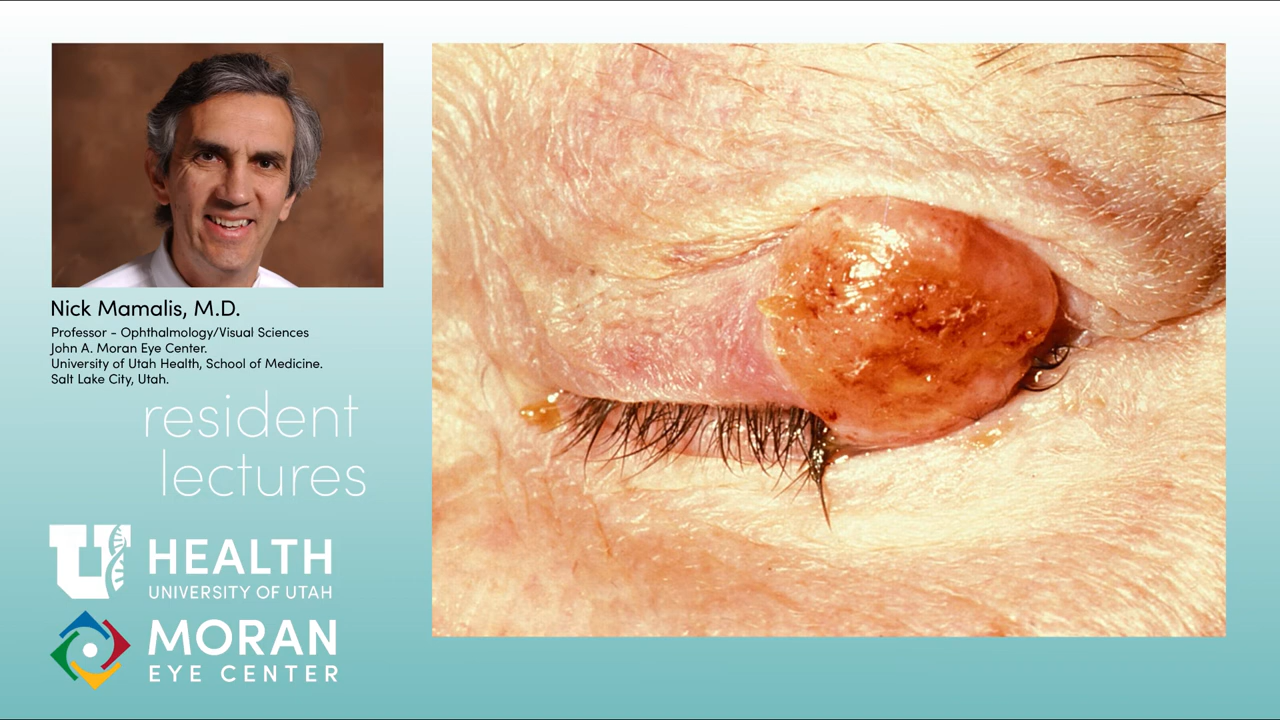 Nick Mamalis, M.D.
Professor - Ophthalmology/Visual Sciences
John A. Moran Eye Center.
University of Utah Health, School of Medicine.
Salt Lake City, Utah.
resident
lectures
U HEALTH
UNIVERSITY OF UTAH
MORAN
EYE CENTER